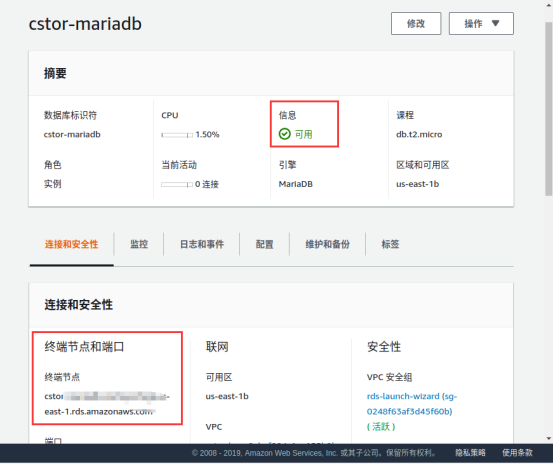 cstor-mariadb
修改
操作
摘要
数据库标识符 CPU 信息 课程
cstor-mariadb 1.50% 可用 db.t2.micro
角色 当前活动 引擎 区域和可用区
实例 0 连接 MariaDB us-east-1b
连接和安全性 监控 日志和事件 配置 维护和备份 标签
连接和安全性
终端节点和端口 联网 安全性
终端节点 可用区 VPC 安全组
cstor us-east-1b rds-launch-wizard (sg-
east-1.rds.amazonaws.com 0248f63af3d45f60b)
VPC ( 活跃 )
端口
© 2008 - 2019, Amazon Web Services, Inc. 或其子公司。保留所有权利。 隐私策略 使用条款